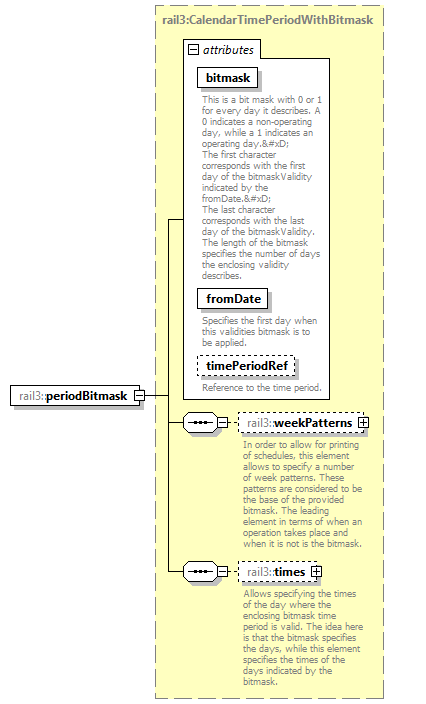 rail3:CalendarTimePeriodWithBitmask
attributes
bitmask
This is a bit mask with 0 or 1
for every day it describes. A
0 indicates a non-operating
day, while a 1 indicates an
operating day.&#xD;
The first character
corresponds with the first
day of the bitmaskValidity
indicated by the
fromDate.&#xD;
The last character
corresponds with the last
day of the bitmaskValidity.
The length of the bitmask
specifies the number of days
the enclosing validity
describes.
fromDate
Specifies the first day when
this validities bitmask is to
be applied.
timePeriodRef
Reference to the time period.
rail3::periodBitmask
rail3::weekPatterns
In order to allow for printing
of schedules, this element
allows to specify a number
of week patterns. These
patterns are considered to be
the base of the provided
bitmask. The leading
element in terms of when an
operation takes place and
when it is not is the bitmask.
rail3::times
Allows specifying the times
of the day where the
enclosing bitmask time
period is valid. The idea here
is that the bitmask specifies
the days, while this element
specifies the times of the
days indicated by the
bitmask.